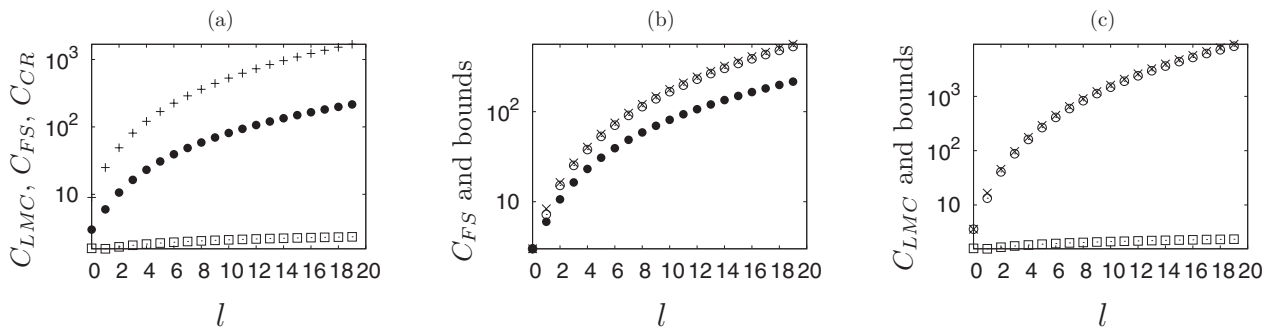 (a)
C_{LMC}, C_{FS}, C_{CR}
10^3
10^2
10
0 2 4 6 8 10 12 14 16 18 20
l
(b)
C_{FS} and bounds
10^2
10
0 2 4 6 8 10 12 14 16 18 20
l
(c)
C_{LMC} and bounds
10^3
10^2
10
0 2 4 6 8 10 12 14 16 18 20
l